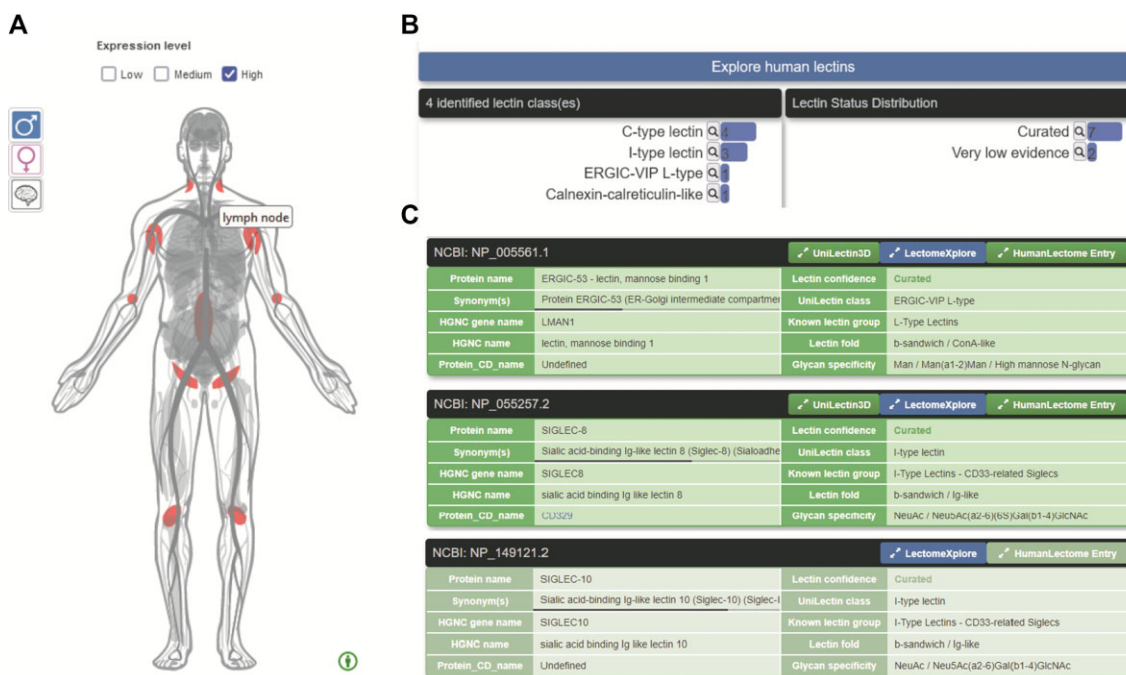 A
Expression level
Low Medium High
lymph node
B
Explore human lectins
4 identified lectin class(es)
C-type lectin 4
I-type lectin 3
ERGIC-VIP L-type 1
Calnexin-calreticulin-like 1
Lectin Status Distribution
Curated 7
Very low evidence 2
C
NCBI: NP_005561.1 UniLectin3D LectomeXplore HumanLectome Entry
Protein name ERGIC-53 - lectin, mannose binding 1 Lectin confidence Curated
Synonym(s) Protein ERGIC-53 (ER-Golgi intermediate compartmen UniLectin class ERGIC-VIP L-type
HGNC gene name LMAN1 Known lectin group L-Type Lectins
HGNC name lectin, mannose binding 1 Lectin fold b-sandwich / ConA-like
Protein_CD_name Undefined Glycan specificity Man / Man(a1-2)Man / High mannose N-glycan
NCBI: NP_055257.2 UniLectin3D LectomeXplore HumanLectome Entry
Protein name SIGLEC-8 Lectin confidence Curated
Synonym(s) Sialic acid-binding Ig-like lectin 8 (Siglec-8) (Sialoadhe UniLectin class I-type lectin
HGNC gene name SIGLEC8 Known lectin group I-Type Lectins - CD33-related Siglecs
HGNC name sialic acid binding Ig like lectin 8 Lectin fold b-sandwich / Ig-like
Protein_CD_name CD329 Glycan specificity NeuAc / Neu5Ac(a2-6)(6S)Gal(b1-4)GlcNAc
NCBI: NP_149121.2 LectomeXplore HumanLectome Entry
Protein name SIGLEC-10 Lectin confidence Curated
Synonym(s) Sialic acid-binding Ig-like lectin 10 (Siglec-10) (Siglec-l UniLectin class I-type lectin
HGNC gene name SIGLEC10 Known lectin group I-Type Lectins - CD33-related Siglecs
HGNC name sialic acid binding Ig like lectin 10 Lectin fold b-sandwich / Ig-like
Protein_CD_name Undefined Glycan specificity NeuAc / Neu5Ac(a2-6)Gal(b1-4)GlcNAc